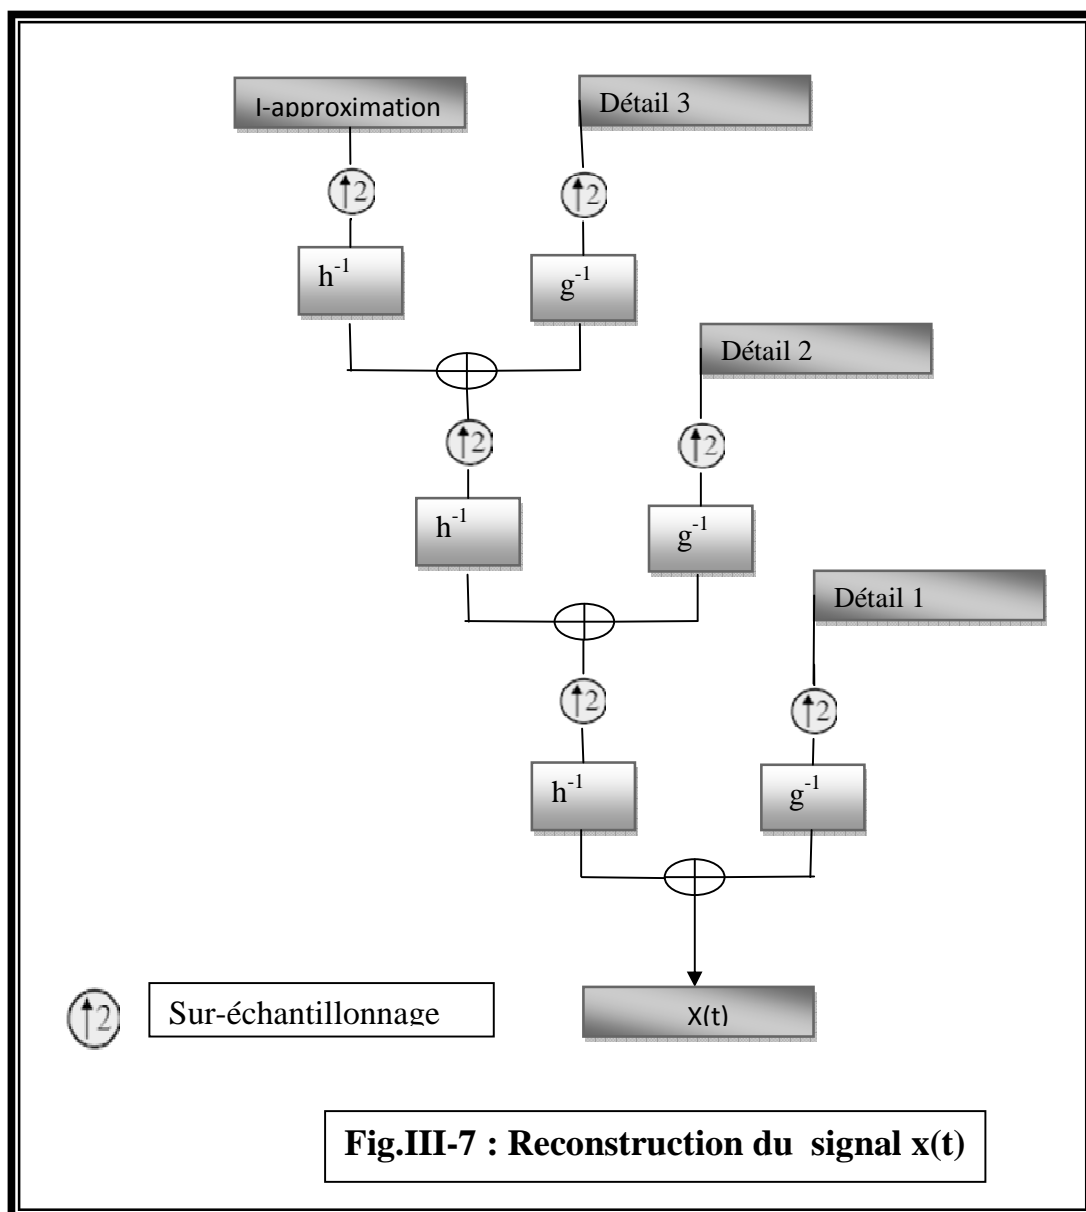 l-approximation
Détail 3
↑2
↑2
h⁻¹
g⁻¹
Détail 2
↑2
↑2
h⁻¹
g⁻¹
Détail 1
↑2
↑2
h⁻¹
g⁻¹
X(t)
↑2
Sur-échantillonnage
Fig.III-7 : Reconstruction du signal x(t)